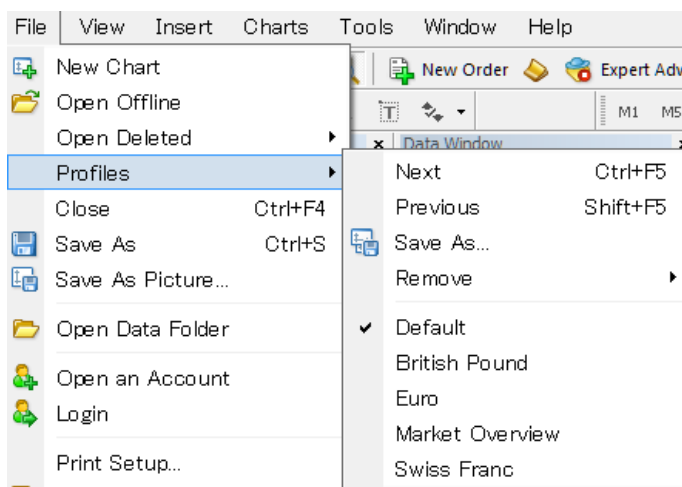 File View Insert Charts Tools Window Help
New Chart
New Order
Expert Adv
Open Offline
T
M1 M5
Open Deleted
Data Window
Profiles
Next Ctrl+F5
Close Ctrl+F4
Previous Shift+F5
Save As Ctrl+S
Save As...
Save As Picture...
Remove
Open Data Folder
Default
British Pound
Open an Account
Euro
Login
Market Overview
Print Setup...
Swiss Franc